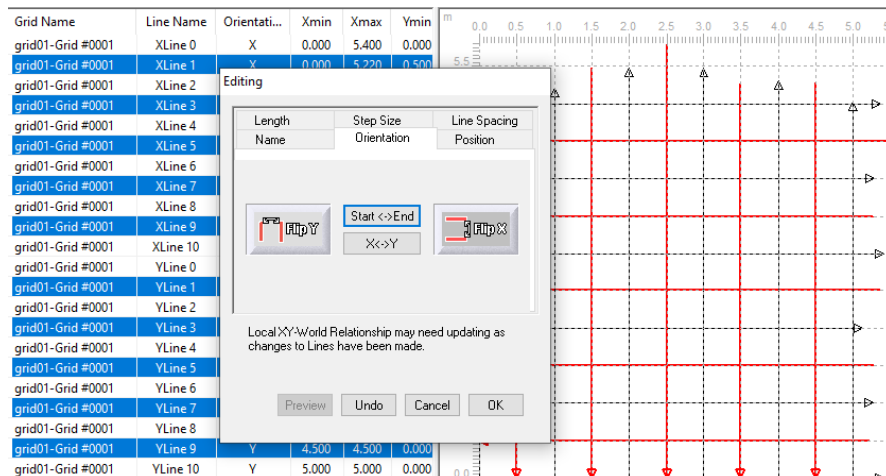 Grid Name Line Name Orientati... Xmin Xmax Ymin
grid01-Grid #0001 XLine 0 X 0.000 5.400 0.000
grid01-Grid #0001 XLine 1 X 0.000 5.220 0.500
grid01-Grid #0001 XLine 2
grid01-Grid #0001 XLine 3
grid01-Grid #0001 XLine 4
grid01-Grid #0001 XLine 5
grid01-Grid #0001 XLine 6
grid01-Grid #0001 XLine 7
grid01-Grid #0001 XLine 8
grid01-Grid #0001 XLine 9
grid01-Grid #0001 XLine 10
grid01-Grid #0001 YLine 0
grid01-Grid #0001 YLine 1
grid01-Grid #0001 YLine 2
grid01-Grid #0001 YLine 3
grid01-Grid #0001 YLine 4
grid01-Grid #0001 YLine 5
grid01-Grid #0001 YLine 6
grid01-Grid #0001 YLine 7
grid01-Grid #0001 YLine 8
grid01-Grid #0001 YLine 9 Y 4.500 4.500 0.000
grid01-Grid #0001 YLine 10 Y 5.000 5.000 0.000
Editing
Length Step Size Line Spacing
Name Orientation Position
Flip Y
Start <->End
X<->Y
Flip X
Local XY-World Relationship may need updating as
changes to Lines have been made.
Preview Undo Cancel OK
m
0.0 0.5 1.0 1.5 2.0 2.5 3.0 3.5 4.0 4.5 5.0
5.5
0.0